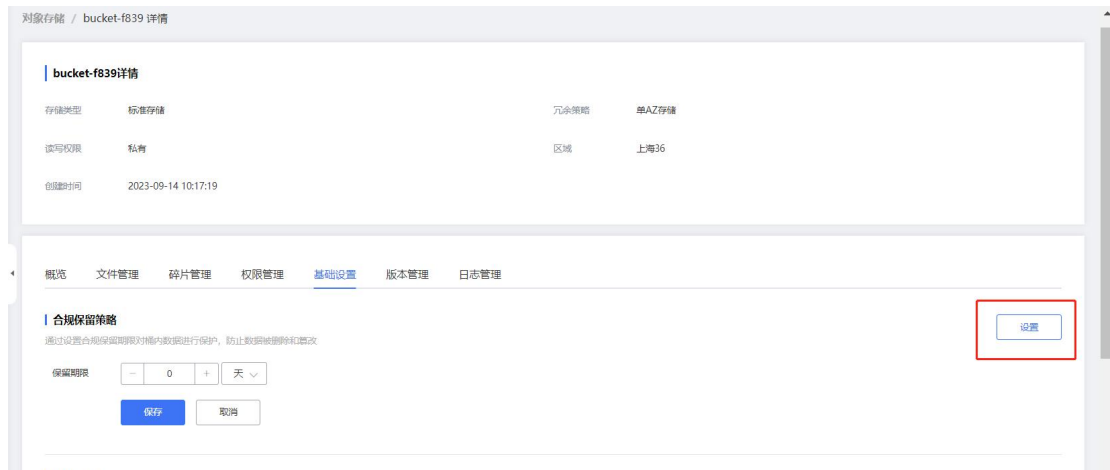 对象存储 / bucket-f839 详情
bucket-f839详情
存储类型 标准存储 冗余策略 单AZ存储
读写权限 私有 区域 上海36
创建时间 2023-09-14 10:17:19
概览 文件管理 碎片管理 权限管理 基础设置 版本管理 日志管理
合规保留策略 设置
通过设置合规保留期限对桶内数据进行保护，防止数据被删除和篡改
保留期限 − 0 + 天
保存 取消